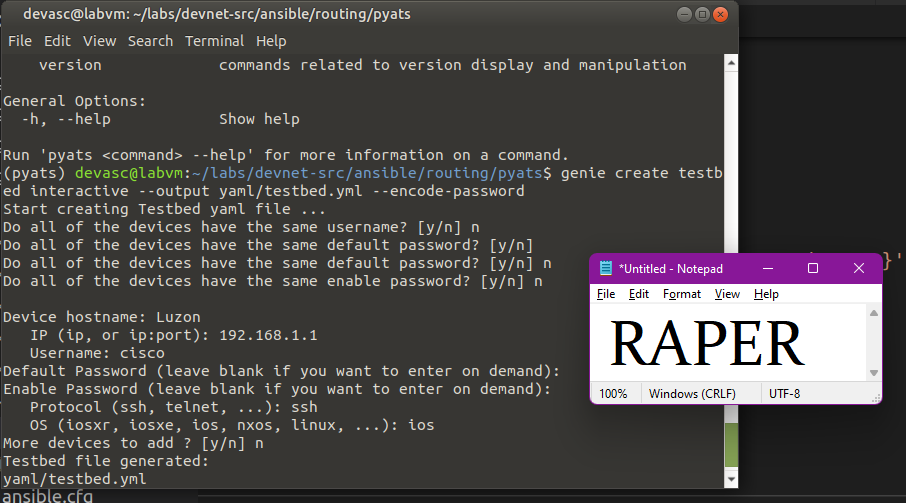 devasc@labvm: ~/labs/devnet-src/ansible/routing/pyats
File Edit View Search Terminal Help
version commands related to version display and manipulation
General Options:
-h, --help Show help
Run 'pyats <command> --help' for more information on a command.
(pyats) devasc@labvm:~/labs/devnet-src/ansible/routing/pyats$ genie create testb
ed interactive --output yaml/testbed.yml --encode-password
Start creating Testbed yaml file ...
Do all of the devices have the same username? [y/n] n
Do all of the devices have the same default password? [y/n]
Do all of the devices have the same default password? [y/n] n
Do all of the devices have the same enable password? [y/n] n
Device hostname: Luzon
IP (ip, or ip:port): 192.168.1.1
Username: cisco
Default Password (leave blank if you want to enter on demand):
Enable Password (leave blank if you want to enter on demand):
Protocol (ssh, telnet, ...): ssh
OS (iosxr, iosxe, ios, nxos, linux, ...): ios
More devices to add ? [y/n] n
Testbed file generated:
yaml/testbed.yml
ansible.cfg
}'
*Untitled - Notepad
File Edit Format View Help
RAPER
100% Windows (CRLF) UTF-8